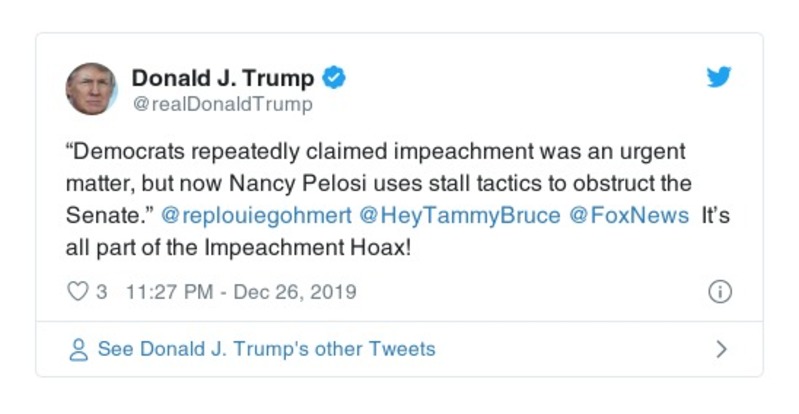 Donald J. Trump
@realDonaldTrump
“Democrats repeatedly claimed impeachment was an urgent
matter, but now Nancy Pelosi uses stall tactics to obstruct the
Senate.” @replouiegohmert @HeyTammyBruce @FoxNews  It’s
all part of the Impeachment Hoax!
3 11:27 PM - Dec 26, 2019
See Donald J. Trump's other Tweets